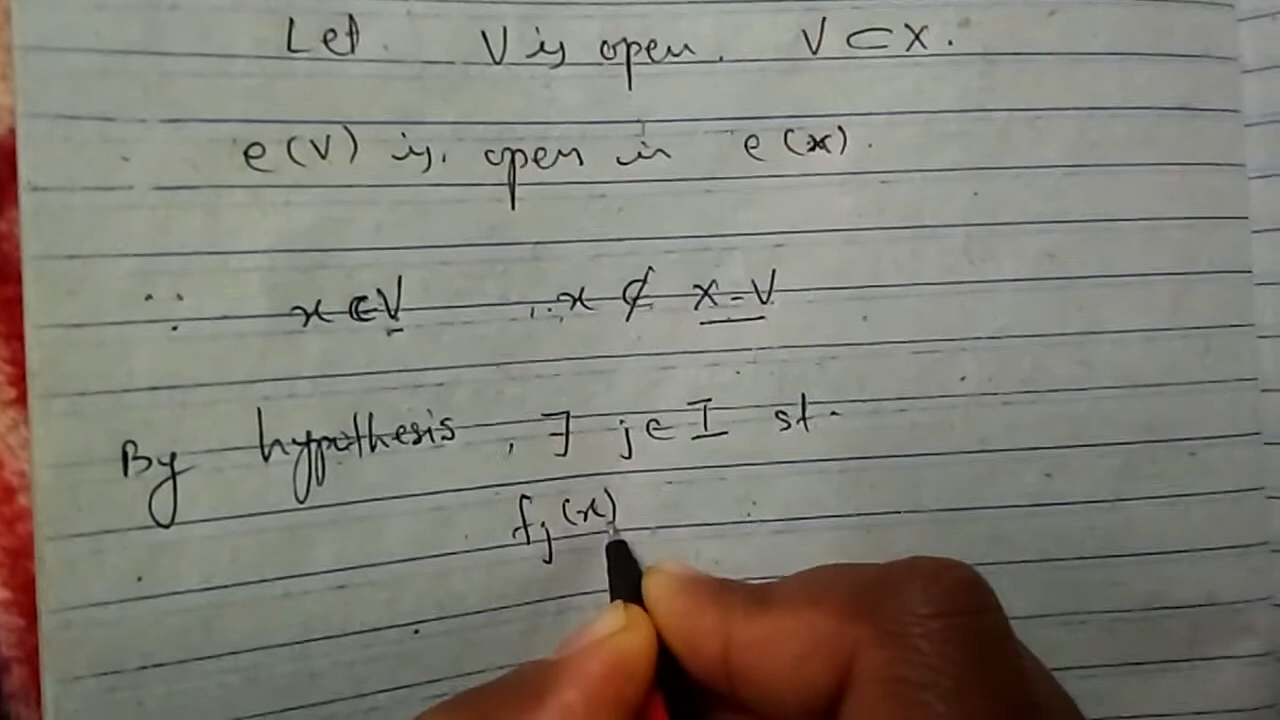 Let. V is open. V ⊂ X.
e(V) is open in e(x).
∵ x ∈ V ∴ x ∉ X - V
By hypothesis, ∃ j ∈ I st.
fj(x)